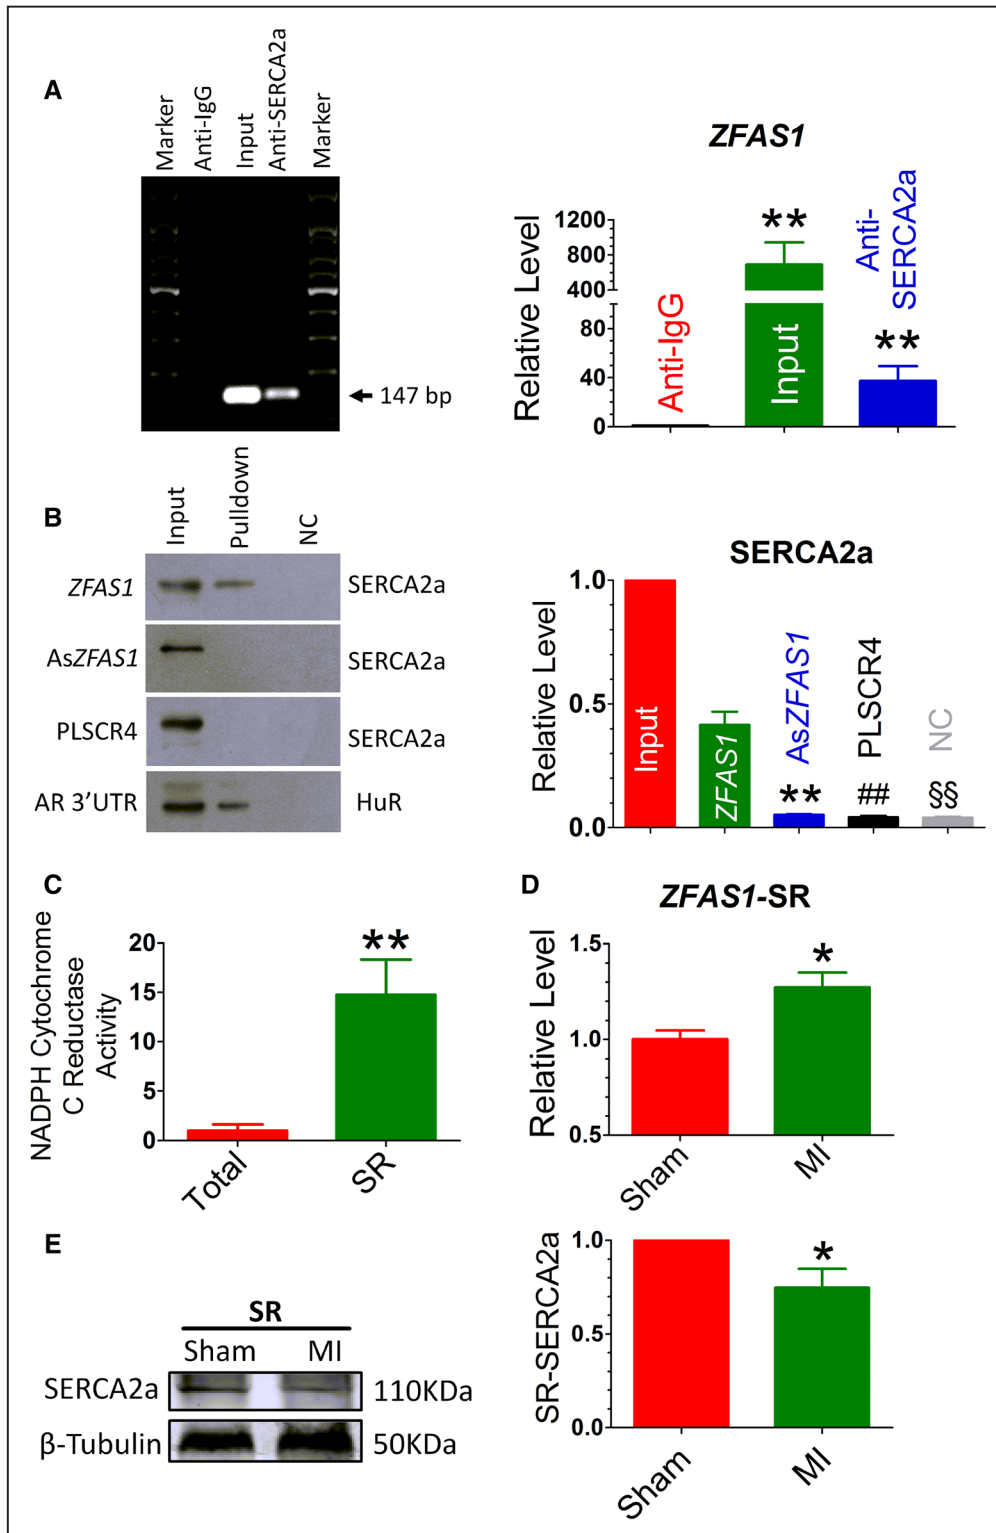 A
Marker
Anti-IgG
Input
Anti-SERCA2a
Marker
147 bp
ZFAS1
Relative Level
1200
800
400
80
40
0
Anti-IgG
**
Input
Anti-
SERCA2a
**
B
Input
Pulldown
NC
ZFAS1
SERCA2a
AsZFAS1
SERCA2a
PLSCR4
SERCA2a
AR 3'UTR
HuR
SERCA2a
Relative Level
1.0
0.5
0.0
Input
ZFAS1
AsZFAS1
**
PLSCR4
##
NC
§§
C
NADPH Cytochrome
C Reductase
Activity
20
15
10
5
0
**
Total
SR
D
ZFAS1-SR
Relative Level
1.5
1.0
0.5
*
Sham
MI
E
SR
Sham MI
SERCA2a
110KDa
β-Tubulin
50KDa
SR-SERCA2a
1.0
0.5
0.0
*
Sham
MI